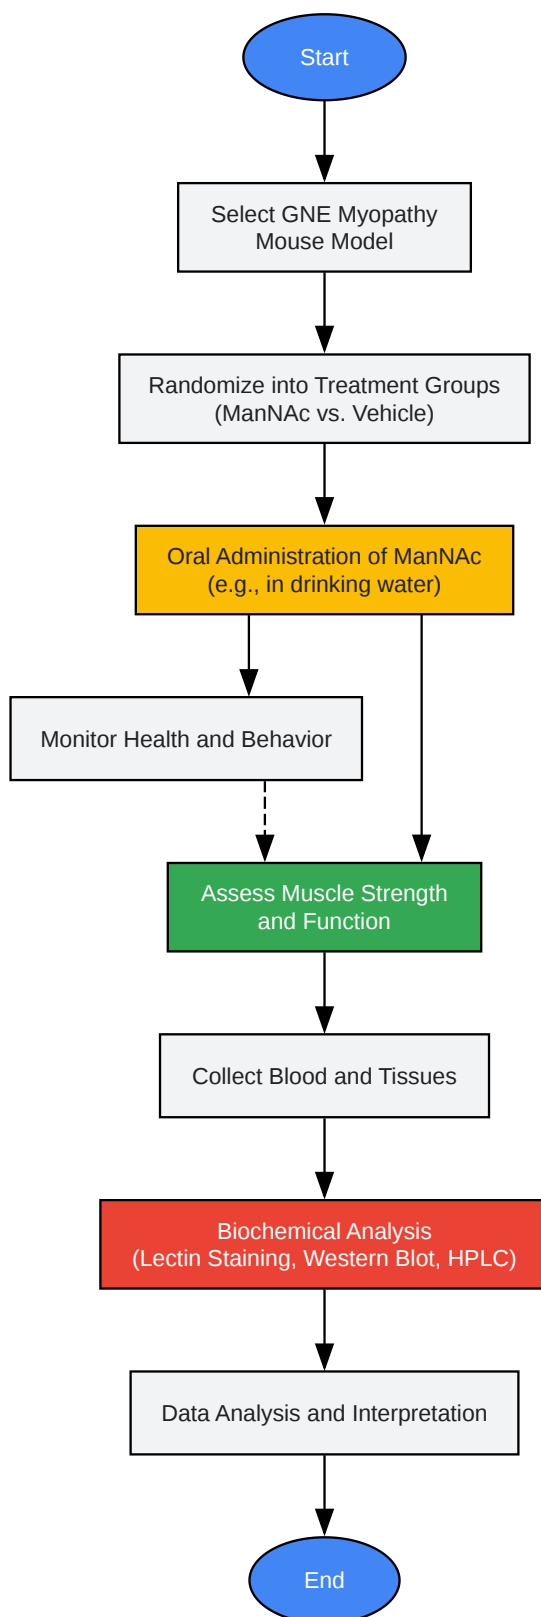 Start
Select GNE Myopathy
Mouse Model
Randomize into Treatment Groups
(ManNAc vs. Vehicle)
Oral Administration of ManNAc
(e.g., in drinking water)
Monitor Health and Behavior
Assess Muscle Strength
and Function
Collect Blood and Tissues
Biochemical Analysis
(Lectin Staining, Western Blot, HPLC)
Data Analysis and Interpretation
End